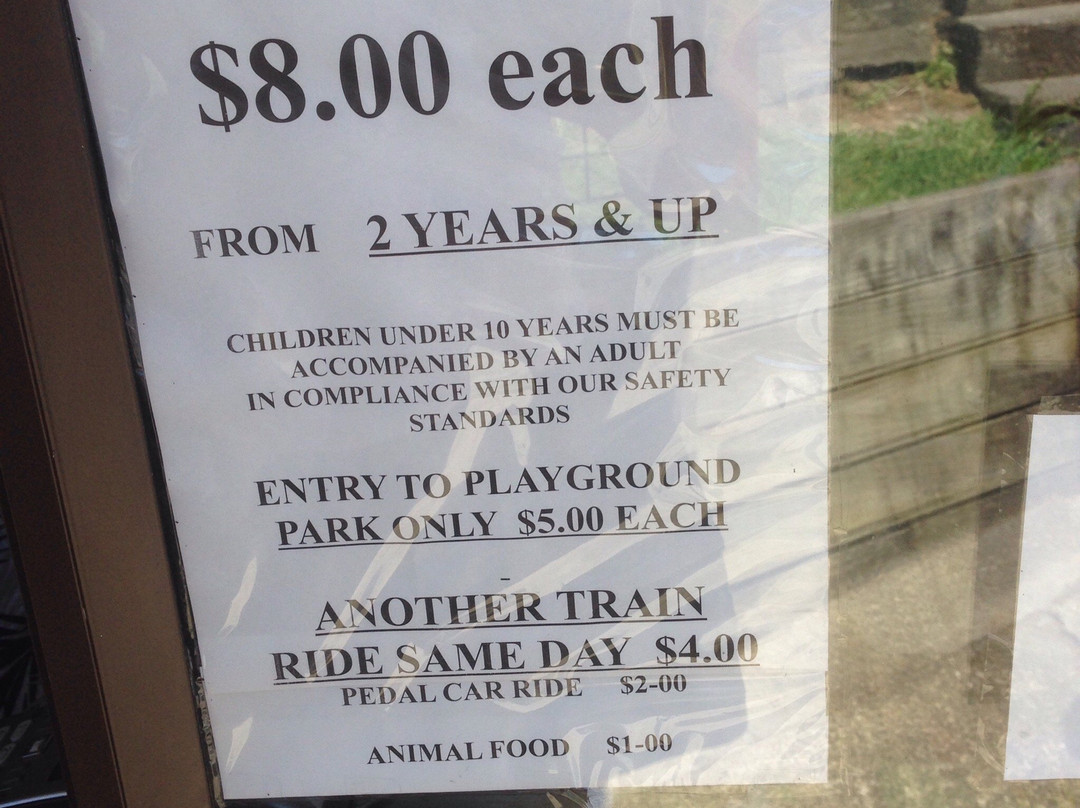 $8.00 each
FROM 2 YEARS & UP
CHILDREN UNDER 10 YEARS MUST BE
ACCOMPANIED BY AN ADULT
IN COMPLIANCE WITH OUR SAFETY
STANDARDS
ENTRY TO PLAYGROUND
PARK ONLY $5.00 EACH
-
ANOTHER TRAIN
RIDE SAME DAY $4.00
PEDAL CAR RIDE $2-00
ANIMAL FOOD $1-00